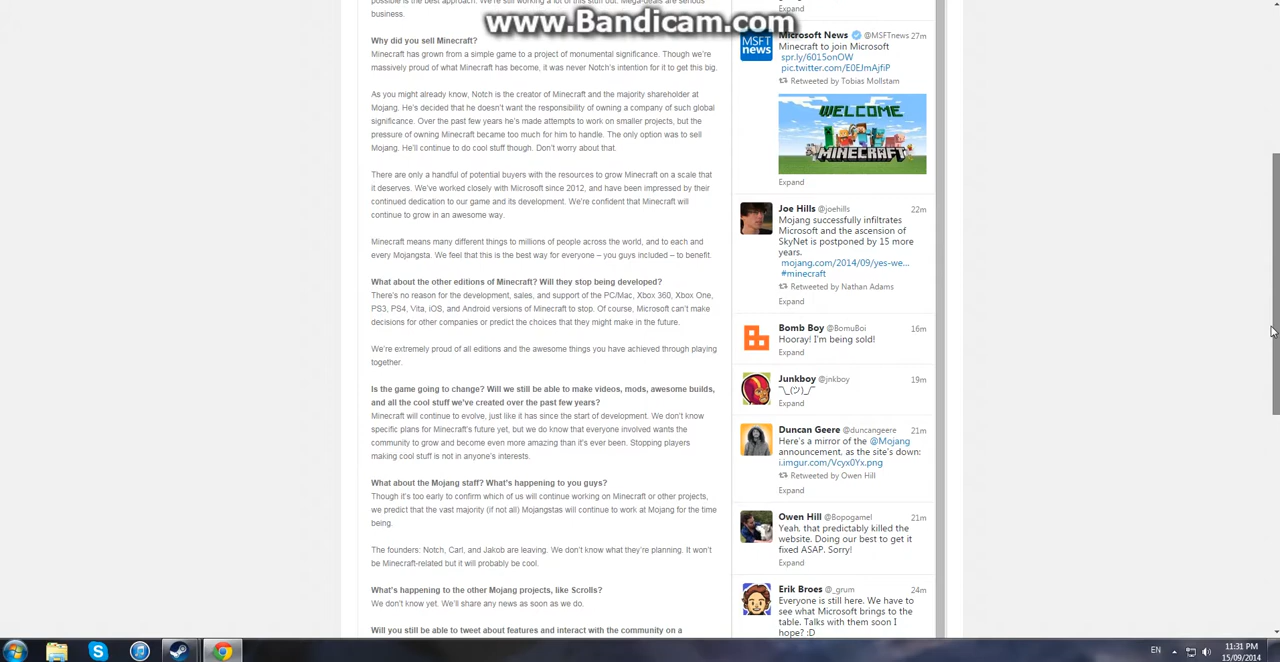 www.Bandicam.com
possible is the best approach. We're still working a lot of this stuff out. Mega-deals are serious
business.
Why did you sell Minecraft?
Minecraft has grown from a simple game to a project of monumental significance. Though we're
massively proud of what Minecraft has become, it was never Notch's intention for it to get this big.
As you might already know, Notch is the creator of Minecraft and the majority shareholder at
Mojang. He's decided that he doesn't want the responsibility of owning a company of such global
significance. Over the past few years he's made attempts to work on smaller projects, but the
pressure of owning Minecraft became too much for him to handle. The only option was to sell
Mojang. He'll continue to do cool stuff though. Don't worry about that.
There are only a handful of potential buyers with the resources to grow Minecraft on a scale that
it deserves. We've worked closely with Microsoft since 2012, and have been impressed by their
continued dedication to our game and its development. We're confident that Minecraft will
continue to grow in an awesome way.
Minecraft means many different things to millions of people across the world, and to each and
every Mojangsta. We feel that this is the best way for everyone – you guys included – to benefit.
What about the other editions of Minecraft? Will they stop being developed?
There's no reason for the development, sales, and support of the PC/Mac, Xbox 360, Xbox One,
PS3, PS4, Vita, iOS, and Android versions of Minecraft to stop. Of course, Microsoft can't make
decisions for other companies or predict the choices that they might make in the future.
We're extremely proud of all editions and the awesome things you have achieved through playing
together.
Is the game going to change? Will we still be able to make videos, mods, awesome builds,
and all the cool stuff we've created over the past few years?
Minecraft will continue to evolve, just like it has since the start of development. We don't know
specific plans for Minecraft's future yet, but we do know that everyone involved wants the
community to grow and become even more amazing than it's ever been. Stopping players
making cool stuff is not in anyone's interests.
What about the Mojang staff? What's happening to you guys?
Though it's too early to confirm which of us will continue working on Minecraft or other projects,
we predict that the vast majority (if not all) Mojangstas will continue to work at Mojang for the time
being.
The founders: Notch, Carl, and Jakob are leaving. We don't know what they're planning. It won't
be Minecraft-related but it will probably be cool.
What's happening to the other Mojang projects, like Scrolls?
We don't know yet. We'll share any news as soon as we do.
Will you still be able to tweet about features and interact with the community on a
Expand
MSFT
news
Microsoft News @MSFTnews 27m
Minecraft to join Microsoft
spr.ly/6015onOW
pic.twitter.com/E0EJmAjfiP
Retweeted by Tobias Mollstam
WELCOME
MINECRAFT
Expand
Joe Hills @joehills 22m
Mojang successfully infiltrates
Microsoft and the ascension of
SkyNet is postponed by 15 more
years.
mojang.com/2014/09/yes-we...
#minecraft
Retweeted by Nathan Adams
Expand
Bomb Boy @BomuBoi 16m
Hooray! I'm being sold!
Expand
Junkboy @jnkboy 19m
¯\_(ツ)_/¯
Expand
Duncan Geere @duncangeere 21m
Here's a mirror of the @Mojang
announcement, as the site's down:
i.imgur.com/Vcyx0Yx.png
Retweeted by Owen Hill
Expand
Owen Hill @Bopogamel 21m
Yeah, that predictably killed the
website. Doing our best to get it
fixed ASAP. Sorry!
Expand
Erik Broes @_grum 24m
Everyone is still here. We have to
see what Microsoft brings to the
table. Talks with them soon I
hope? :D
EN
11:31 PM
15/09/2014